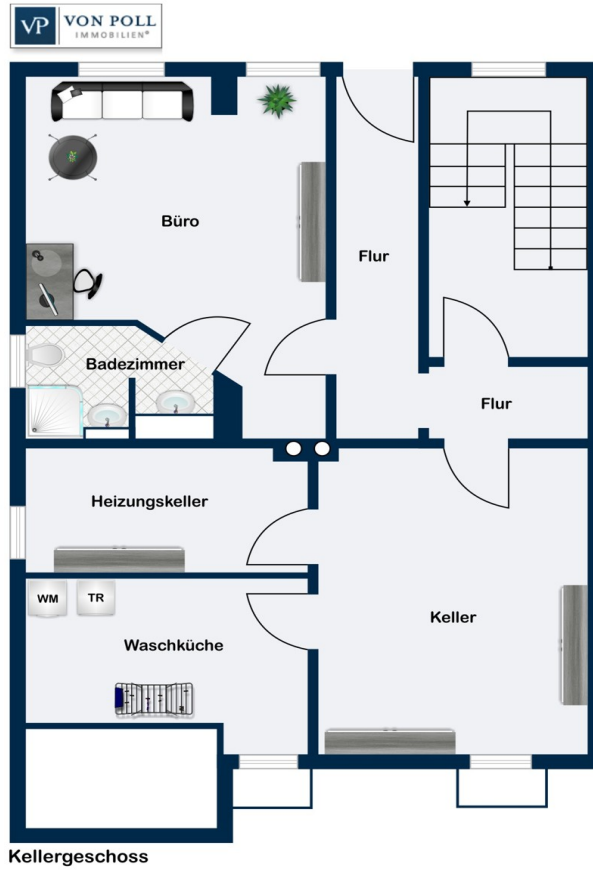 VP VON POLL
IMMOBILIEN®
Büro
Flur
Badezimmer
Flur
Heizungskeller
WM TR
Keller
Waschküche
Kellergeschoss